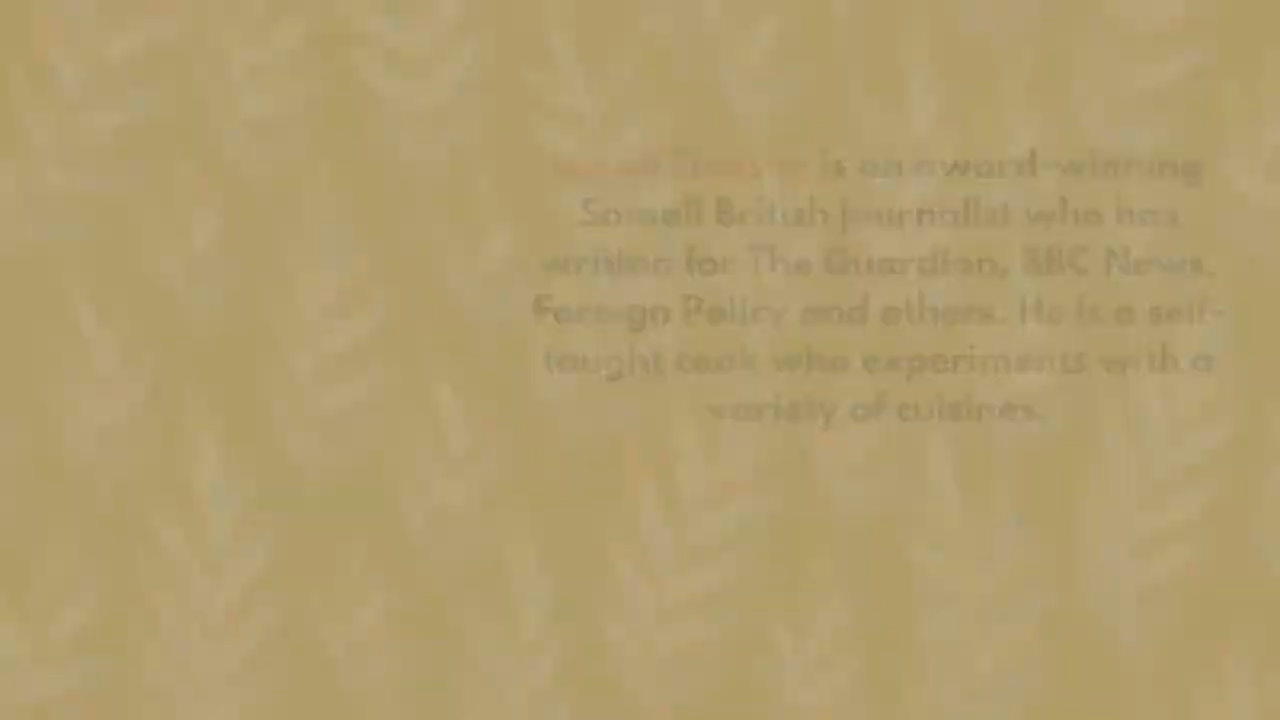 is an award-winning
Somali British journalist who has
written for The Guardian, BBC News,
Foreign Policy and others. He is a self-
taught cook who experiments with a
variety of cuisines.